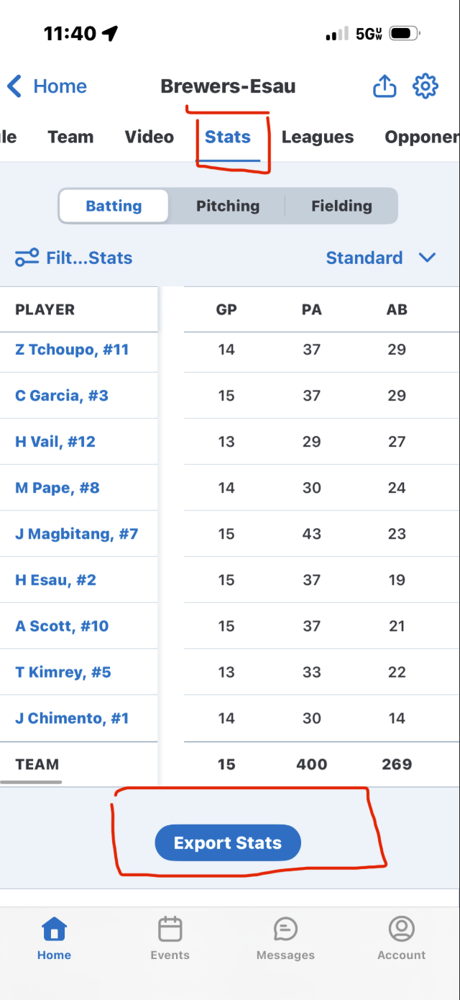 11:40 5GUW
Home Brewers-Esau
le Team Video Stats Leagues Opponen
Batting Pitching Fielding
Filt...Stats Standard
PLAYER GP PA AB
Z Tchoupo, #11 14 37 29
C Garcia, #3 15 37 29
H Vail, #12 13 29 27
M Pape, #8 14 30 24
J Magbitang, #7 15 43 23
H Esau, #2 15 37 19
A Scott, #10 15 37 21
T Kimrey, #5 13 33 22
J Chimento, #1 14 30 14
TEAM 15 400 269
Export Stats
Home Events Messages Account